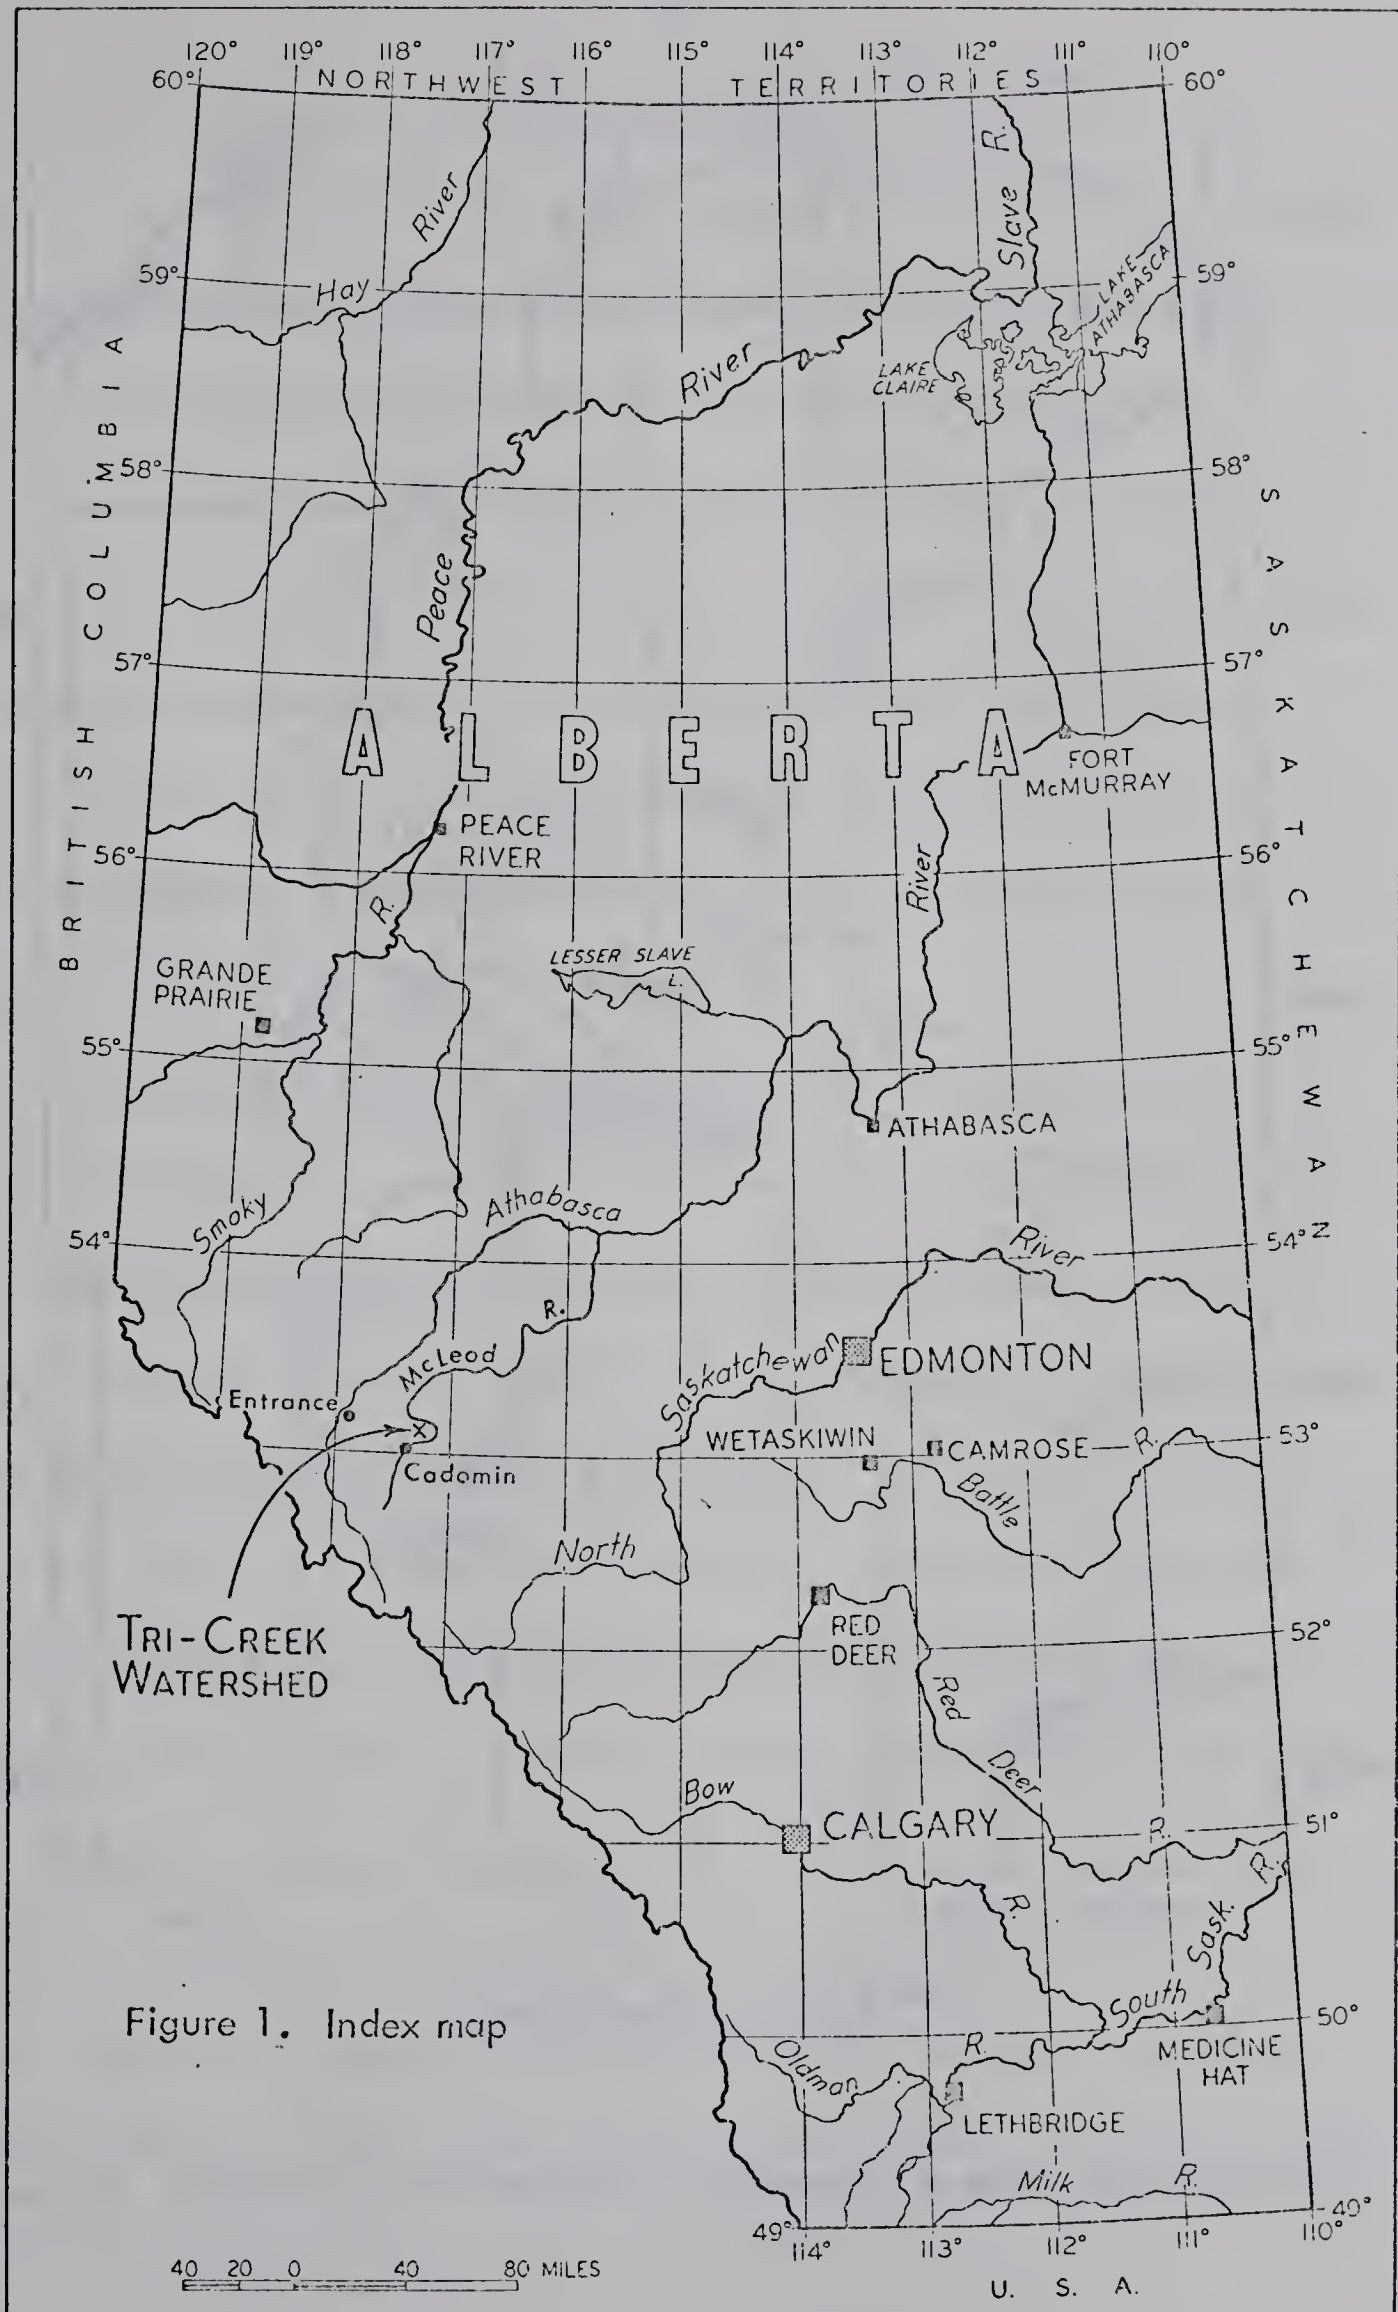 120° 119° 118° 117° 116° 115° 114° 113° 112° 111° 110°
60° NORTHWEST TERRITORIES 60°
Hay River
Slave R.
59° 59°
LAKE ATHABASCA
LAKE
CLAIRE
Peace River
58° 58°
BRITISH COLUMBIA
SASKATCHEWAN
57° 57°
ALBERTA
FORT
McMURRAY
PEACE
RIVER
56° 56°
River
R.
LESSER SLAVE
L.
GRANDE
PRAIRIE
55° 55°
ATHABASCA
Smoky
Athabasca
54° 54°
River
R.
McLeod
Saskatchewan
EDMONTON
Entrance
X
Cadomin
WETASKIWIN
CAMROSE
R.
53°
Battle
North
TRI-CREEK
WATERSHED
RED
DEER
52°
Red Deer R.
Bow
CALGARY
51°
R.
R.
Sask.
South
50°
MEDICINE
HAT
Figure 1. Index map
Oldman
R.
LETHBRIDGE
Milk R.
49° 49°
114° 113° 112° 111° 110°
40 20 0 40 80 MILES
U. S. A.